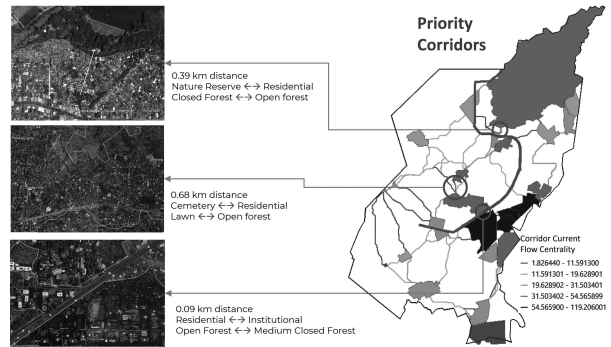 Priority
Corridors
0.39 km distance
Nature Reserve ←→ Residential
Closed Forest ←→ Open forest
0.68 km distance
Cemetery ←→ Residential
Lawn ←→ Open forest
0.09 km distance
Residential ←→ Institutional
Open Forest ←→ Medium Closed Forest
Corridor Current
Flow Centrality
1.826440 - 11.591300
11.591301 - 19.628901
19.628902 - 31.503401
31.503402 - 54.565899
54.565900 - 119.206001